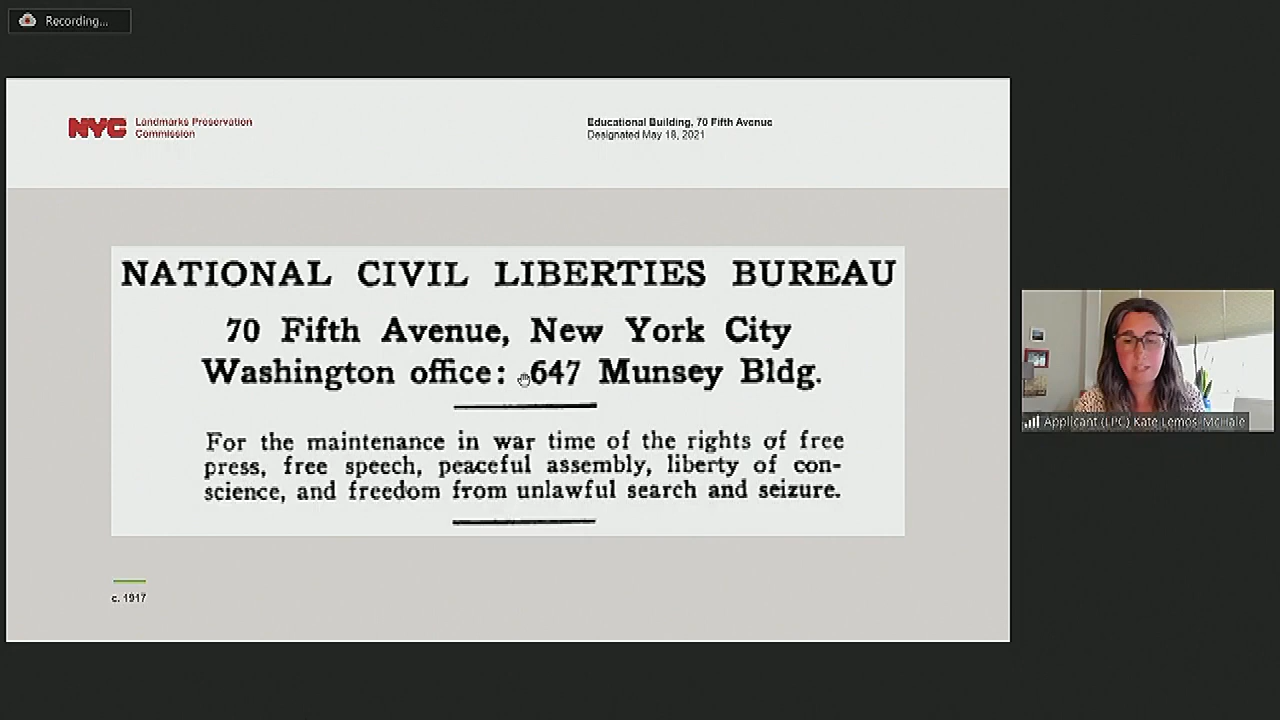 Recording...
NYC Landmarks Preservation
Commission
Educational Building, 70 Fifth Avenue
Designated May 18, 2021
NATIONAL CIVIL LIBERTIES BUREAU
70 Fifth Avenue, New York City
Washington office: 647 Munsey Bldg.
For the maintenance in war time of the rights of free
press, free speech, peaceful assembly, liberty of con-
science, and freedom from unlawful search and seizure.
c. 1917
Applicant (LPC) Kate Lemos McHale